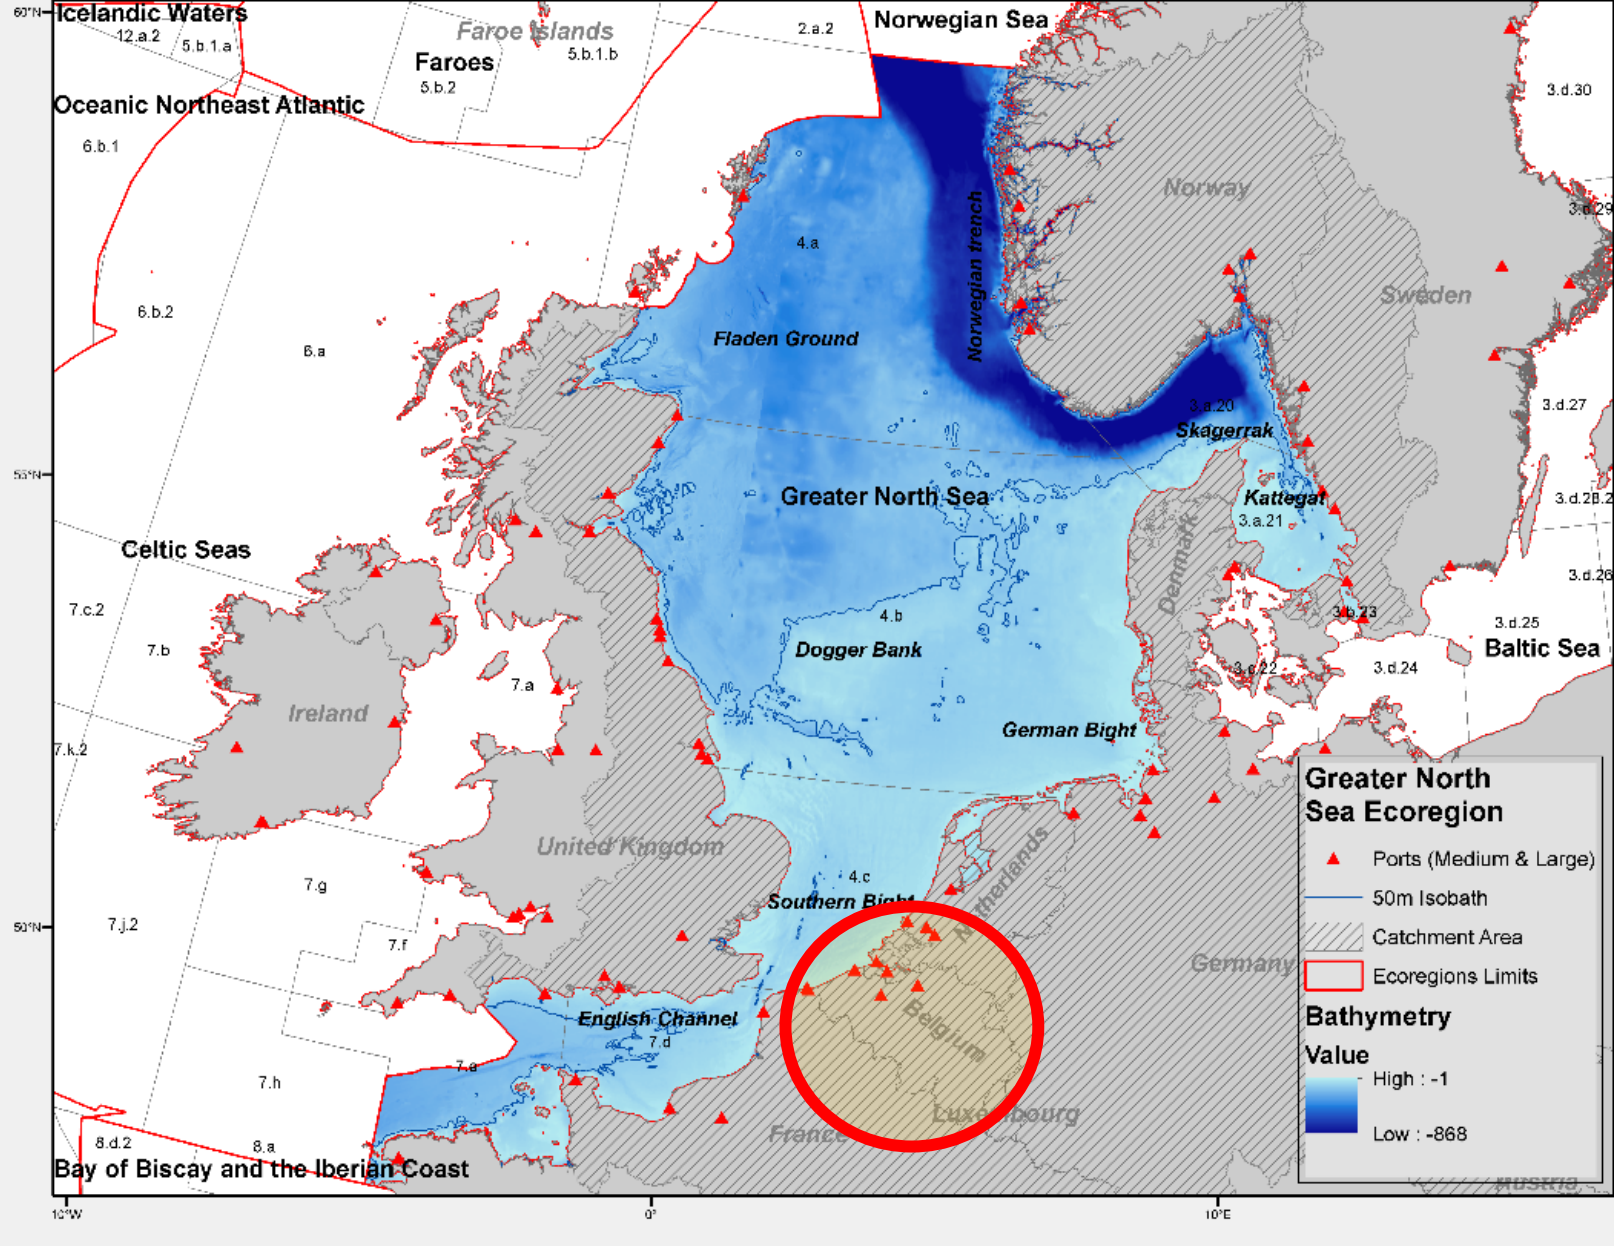 60°N
Icelandic Waters
12.a.2
5.b.1.a
Faroe Islands
5.b.1.b
Faroes
5.b.2
2.a.2
Norwegian Sea
3.d.30
Oceanic Northeast Atlantic
6.b.1
Norway
3.d.29
4.a
Norwegian trench
6.b.2
6.a
Fladen Ground
Sweden
3.a.20
Skagerrak
3.d.27
55°N
Greater North Sea
Kattegat
3.a.21
3.d.28.2
Celtic Seas
Denmark
3.d.26
7.c.2
7.b
4.b
Dogger Bank
3.b.23
3.d.25
Baltic Sea
3.c.22
3.d.24
7.a
Ireland
German Bight
7.k.2
United Kingdom
Netherlands
4.c
Southern Bight
7.g
7.j.2
50°N
7.f
Germany
English Channel
7.d
Belgium
7.e
7.h
Luxembourg
France
8.d.2
8.a
Bay of Biscay and the Iberian Coast
Austria
10°W
0°
10°E
Greater North
Sea Ecoregion
Ports (Medium & Large)
50m Isobath
Catchment Area
Ecoregions Limits
Bathymetry
Value
High : -1
Low : -868